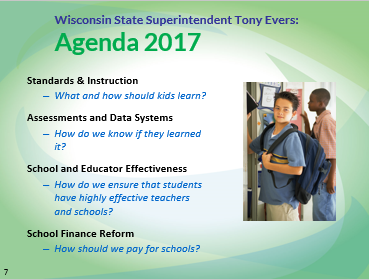 Wisconsin State Superintendent Tony Evers:
Agenda 2017
Standards & Instruction
– What and how should kids learn?
Assessments and Data Systems
– How do we know if they learned
it?
School and Educator Effectiveness
– How do we ensure that students
have highly effective teachers
and schools?
School Finance Reform
– How should we pay for schools?
7